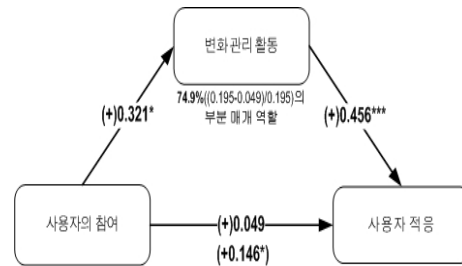 변화관리 활동
74.9%((0.195-0.049)/0.195)의
부분 매개 역할
(+)0.321*
(+)0.456***
사용자의 참여
(+)0.049
(+0.146*)
사용자 적응